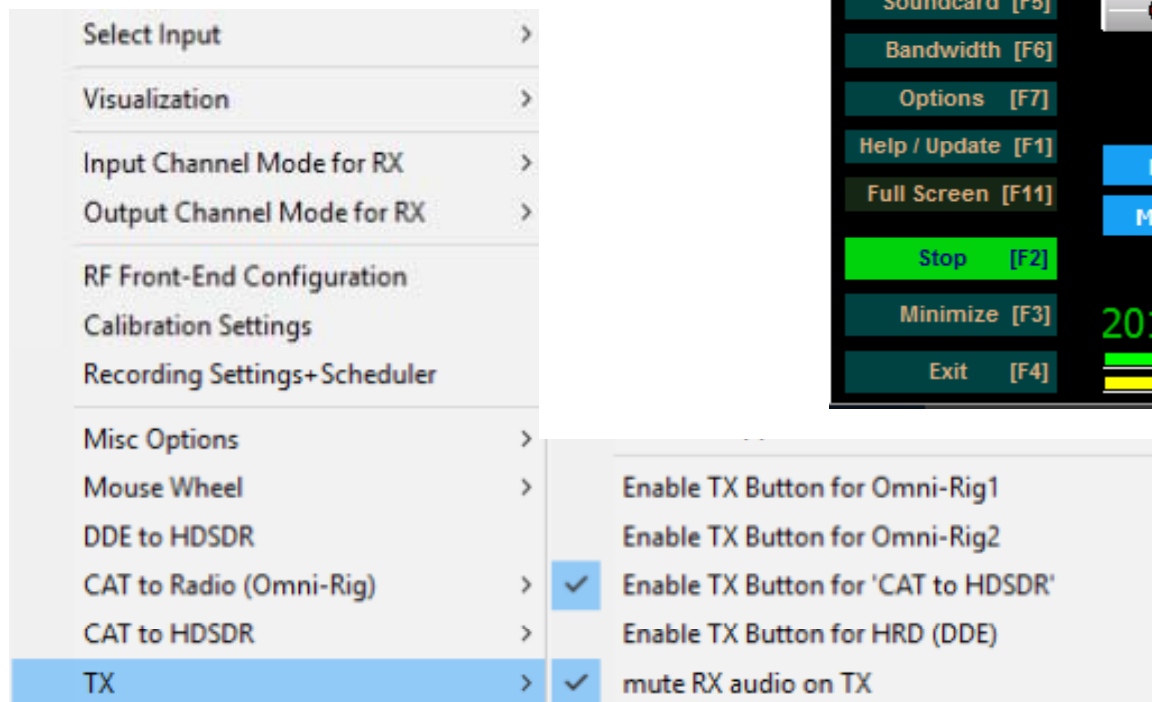 Select Input
Visualization
Input Channel Mode for RX
Output Channel Mode for RX
RF Front-End Configuration
Calibration Settings
Recording Settings+Scheduler
Misc Options
Mouse Wheel
DDE to HDSDR
CAT to Radio (Omni-Rig)
CAT to HDSDR
TX
Enable TX Button for Omni-Rig1
Enable TX Button for Omni-Rig2
Enable TX Button for 'CAT to HDSDR'
Enable TX Button for HRD (DDE)
mute RX audio on TX
Soundcard [F5]
Bandwidth [F6]
Options [F7]
Help / Update [F1]
Full Screen [F11]
Stop [F2]
Minimize [F3]
Exit [F4]
M
20